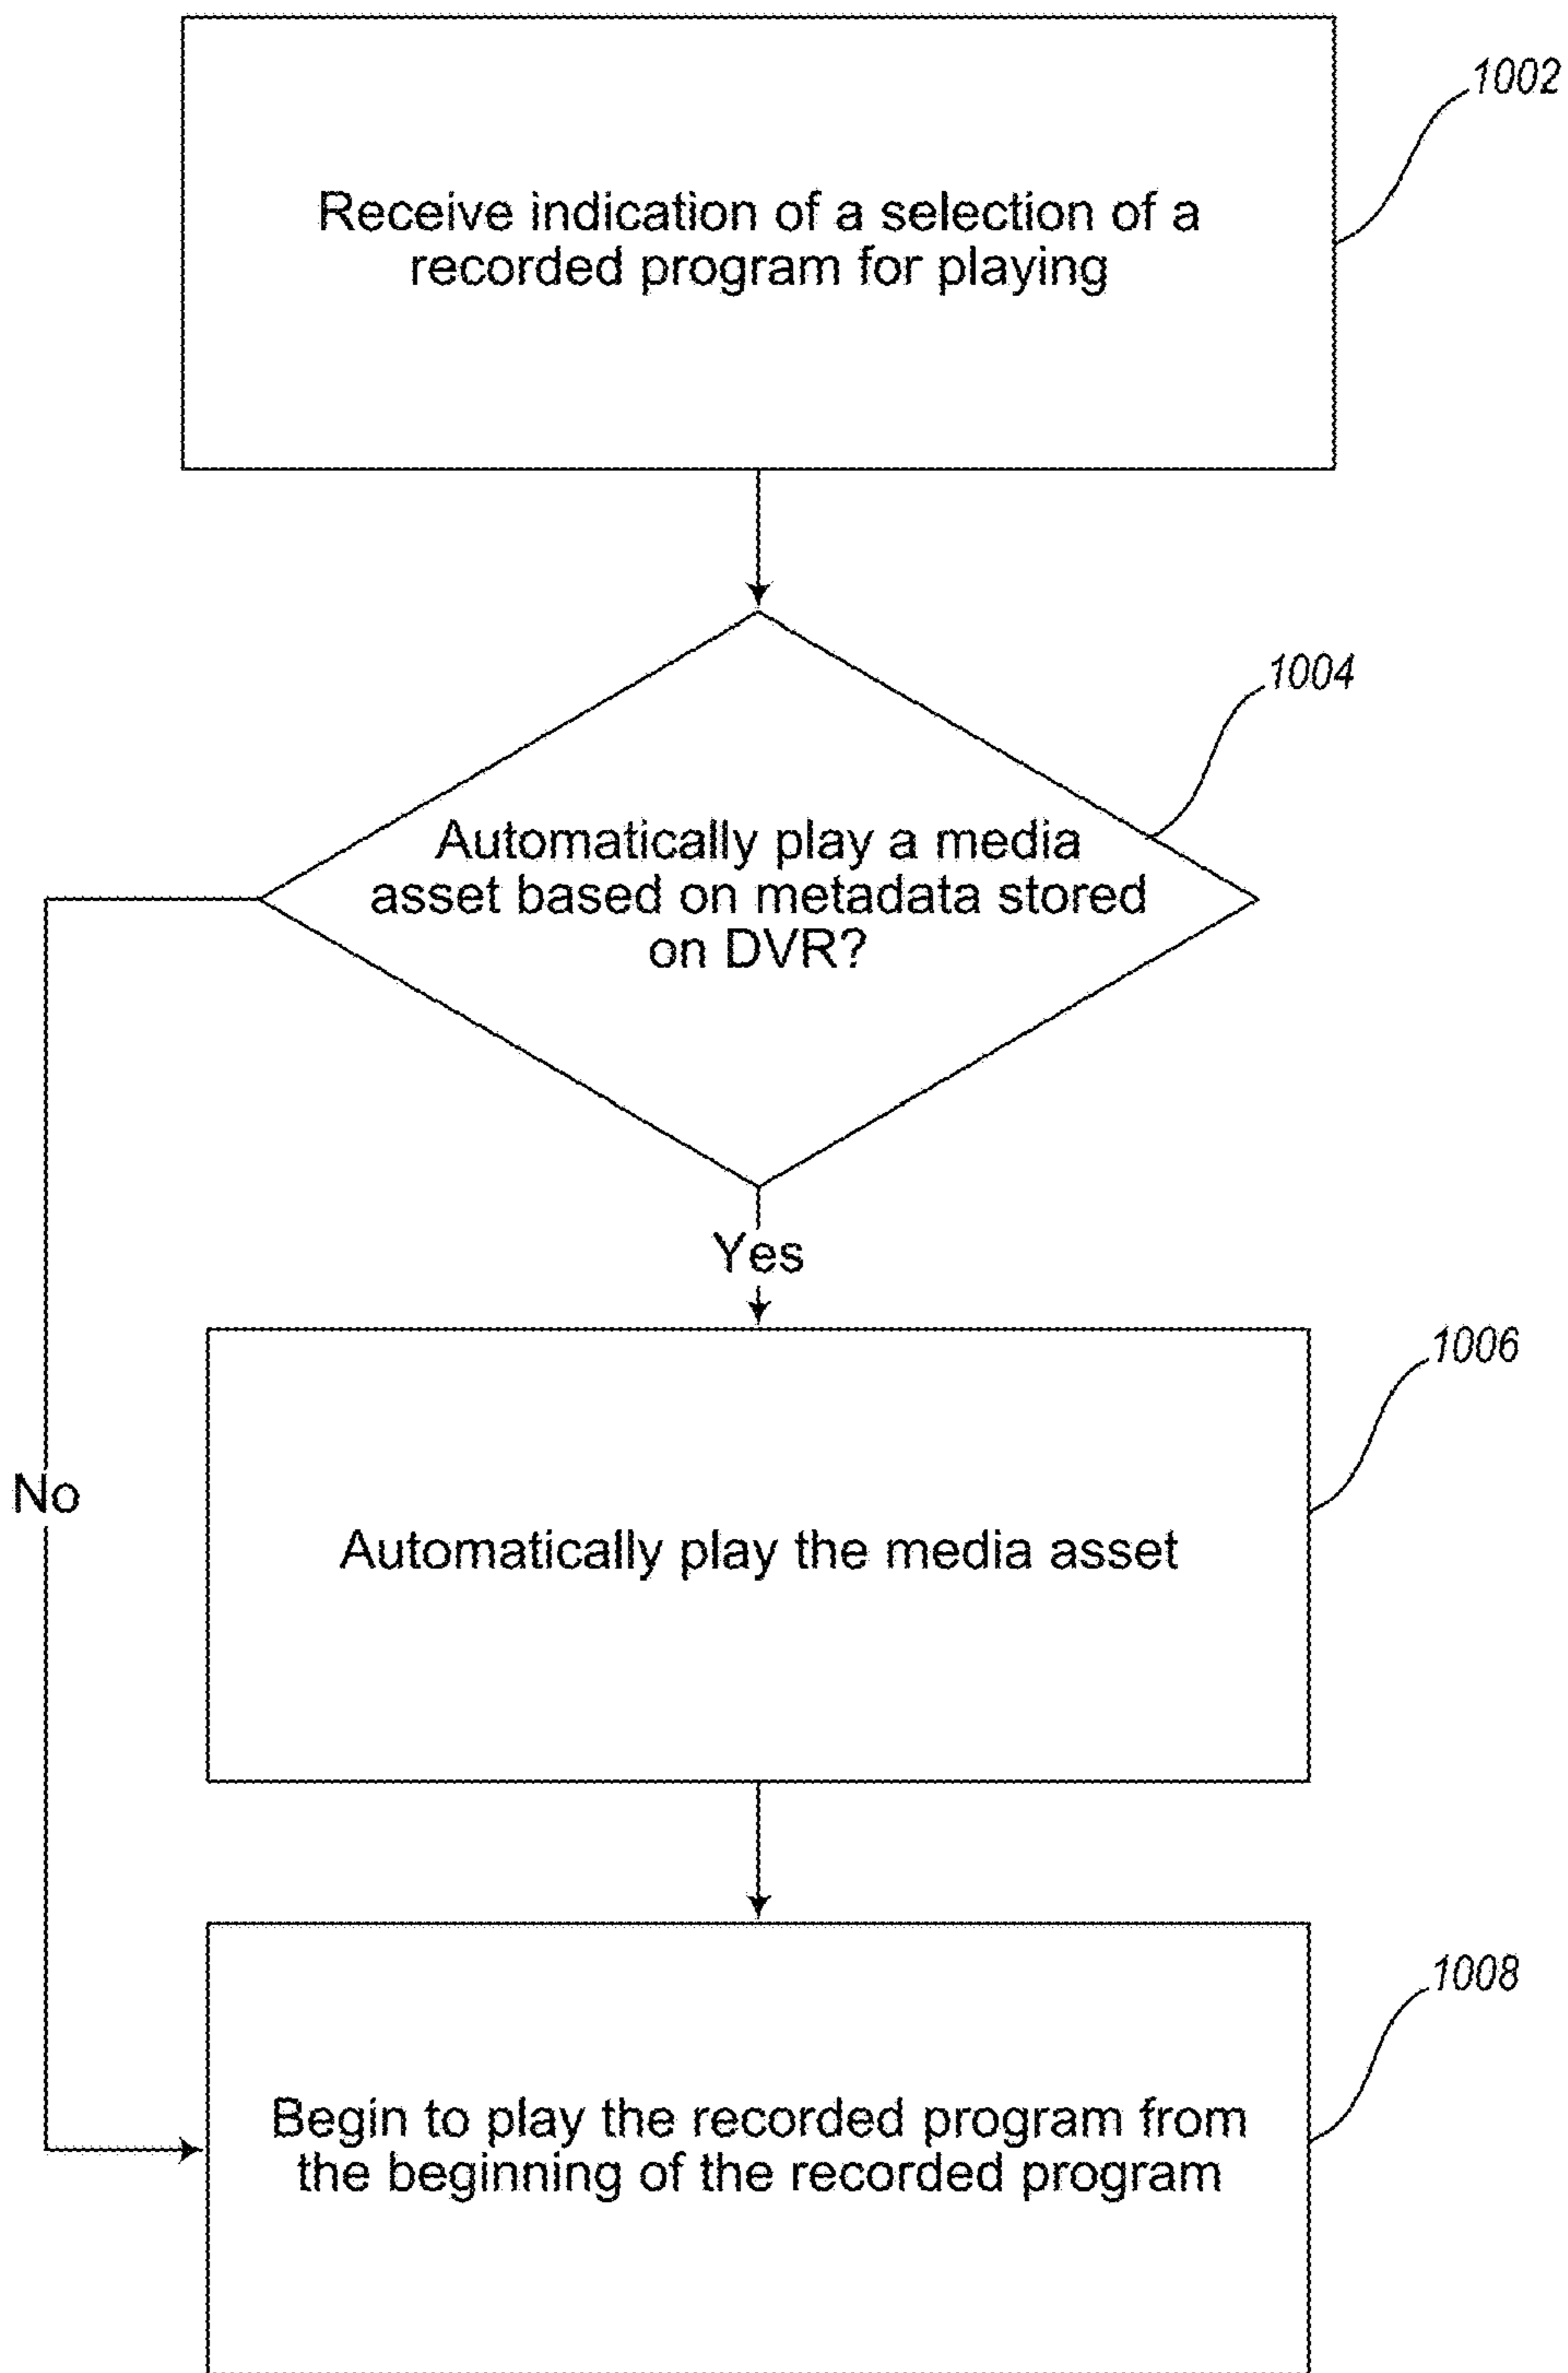 1002
Receive indication of a selection of a
recorded program for playing
1004
Automatically play a media
asset based on metadata stored
on DVR?
Yes
1006
No
Automatically play the media asset
1008
Begin to play the recorded program from
the beginning of the recorded program